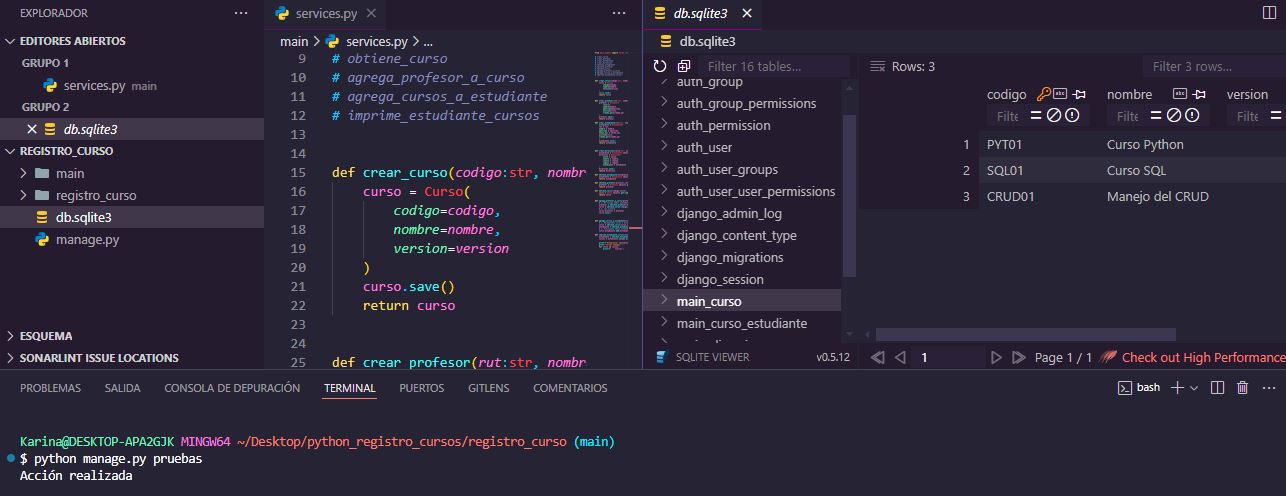 EXPLORADOR ...
EDITORES ABIERTOS
GRUPO 1
services.py main
GRUPO 2
db.sqlite3
REGISTRO_CURSO
main
registro_curso
db.sqlite3
manage.py
ESQUEMA
SONARLINT ISSUE LOCATIONS
services.py ...
main > services.py > ...
9 # obtiene_curso
10 # agrega_profesor_a_curso
11 # agrega_cursos_a_estudiante
12 # imprime_estudiante_cursos
13
14
15 def crear_curso(codigo:str, nombr
16 curso = Curso(
17 codigo=codigo,
18 nombre=nombre,
19 version=version
20 )
21 curso.save()
22 return curso
23
24
25 def crear_profesor(rut:str, nombr
db.sqlite3
db.sqlite3
Filter 16 tables...
auth_group
auth_group_permissions
auth_permission
auth_user
auth_user_groups
auth_user_user_permissions
django_admin_log
django_content_type
django_migrations
django_session
main_curso
main_curso_estudiante
SQLITE VIEWER v0.5.12
Rows: 3 Filter 3 rows...
codigo nombre version
Filte Filte Filte
1 PYT01 Curso Python
2 SQL01 Curso SQL
3 CRUD01 Manejo del CRUD
1 Page 1 / 1 Check out High Performance
PROBLEMAS SALIDA CONSOLA DE DEPURACIÓN TERMINAL PUERTOS GITLENS COMENTARIOS bash ...
Karina@DESKTOP-APA2GJK MINGW64 ~/Desktop/python_registro_cursos/registro_curso (main)
$ python manage.py pruebas
Acción realizada